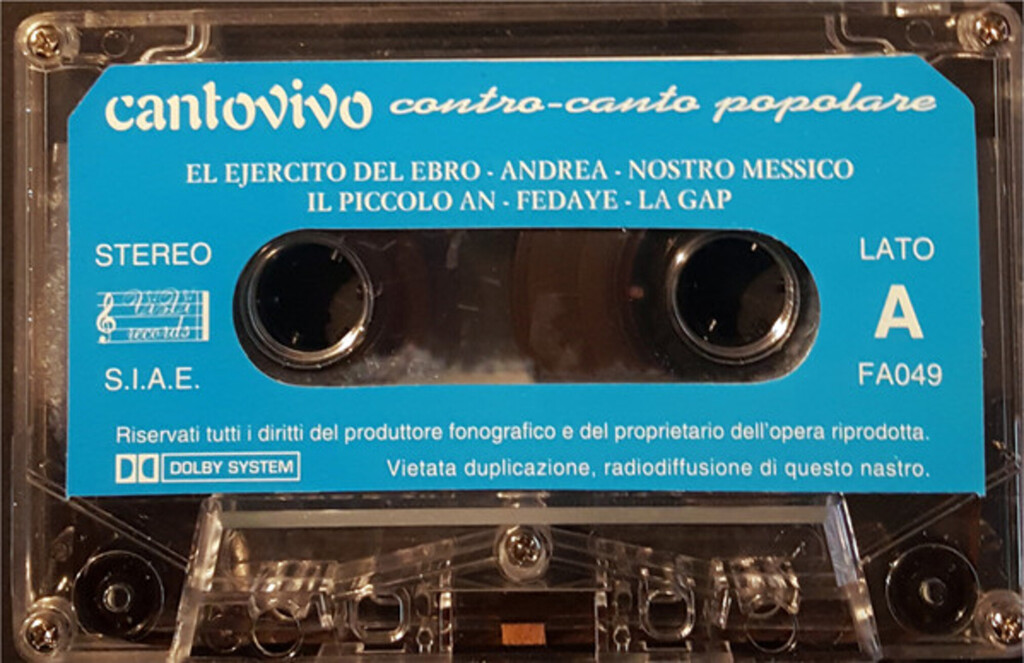 cantovivo contro-canto popolare
EL EJERCITO DEL EBRO - ANDREA - NOSTRO MESSICO
IL PICCOLO AN - FEDAYE - LA GAP
STEREO
LATO
ViVi
records
A
S.I.A.E.
FA049
Riservati tutti i diritti del produttore fonografico e del proprietario dell'opera riprodotta.
DOLBY SYSTEM
Vietata duplicazione, radiodiffusione di questo nastro.